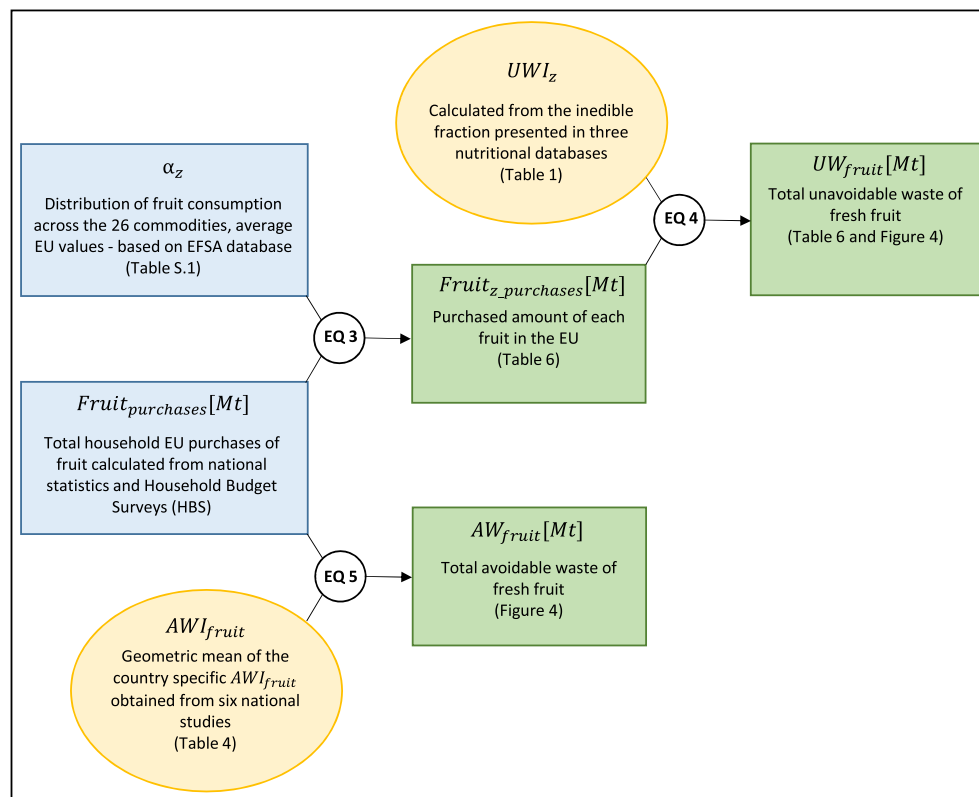 UWI_z
Calculated from the inedible
fraction presented in three
nutritional databases
(Table 1)
α_z
Distribution of fruit consumption
across the 26 commodities, average
EU values - based on EFSA database
(Table S.1)
EQ 4
UW_fruit[Mt]
Total unavoidable waste of
fresh fruit
(Table 6 and Figure 4)
EQ 3
Fruit_z_purchases[Mt]
Purchased amount of each
fruit in the EU
(Table 6)
Fruit_purchases[Mt]
Total household EU purchases of
fruit calculated from national
statistics and Household Budget
Surveys (HBS)
EQ 5
AW_fruit[Mt]
Total avoidable waste of
fresh fruit
(Figure 4)
AWI_fruit
Geometric mean of the
country specific AWI_fruit
obtained from six national
studies
(Table 4)